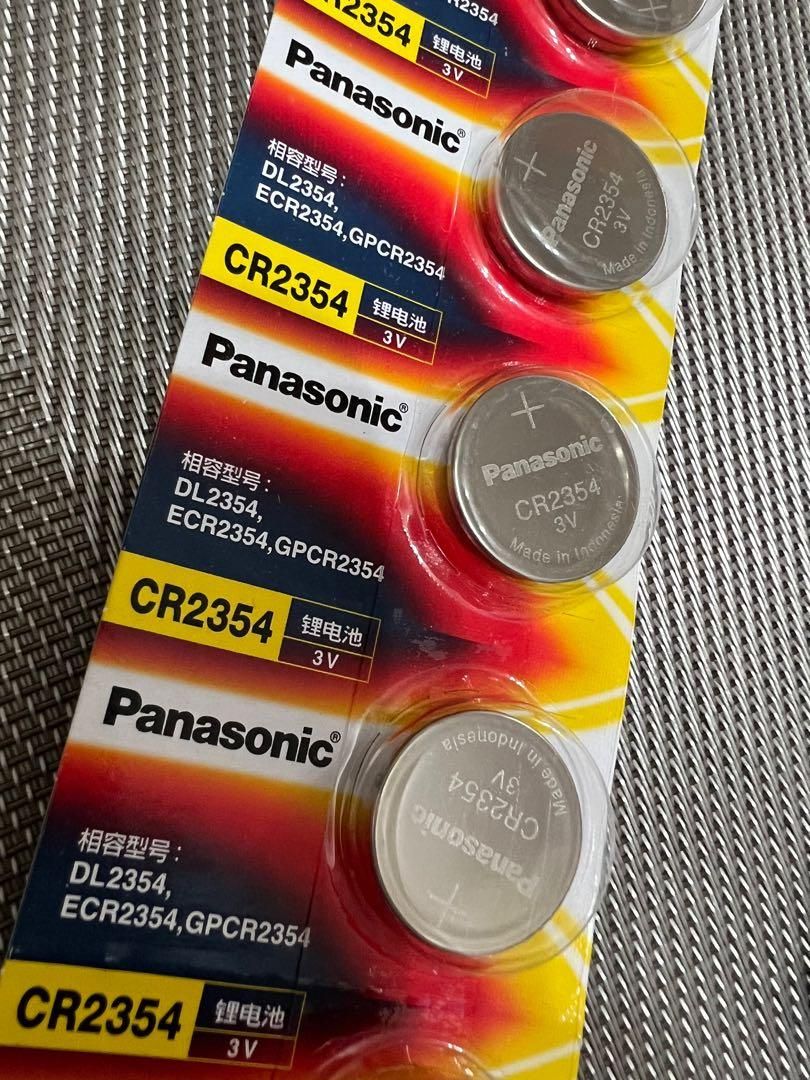 CR2354
锂电池
3V
CR2354
Panasonic®
相容型号:
DL2354,
ECR2354,GPCR2354
CR2354
锂电池
3V
+
Panasonic
CR2354
3V
Made in Indonesia
Panasonic®
相容型号:
DL2354,
ECR2354,GPCR2354
CR2354
锂电池
3V
+
Panasonic
CR2354
3V
Made in Indonesia
Panasonic®
相容型号:
DL2354,
ECR2354,GPCR2354
CR2354
锂电池
3V
+
Panasonic
CR2354
3V
Made in Indonesia